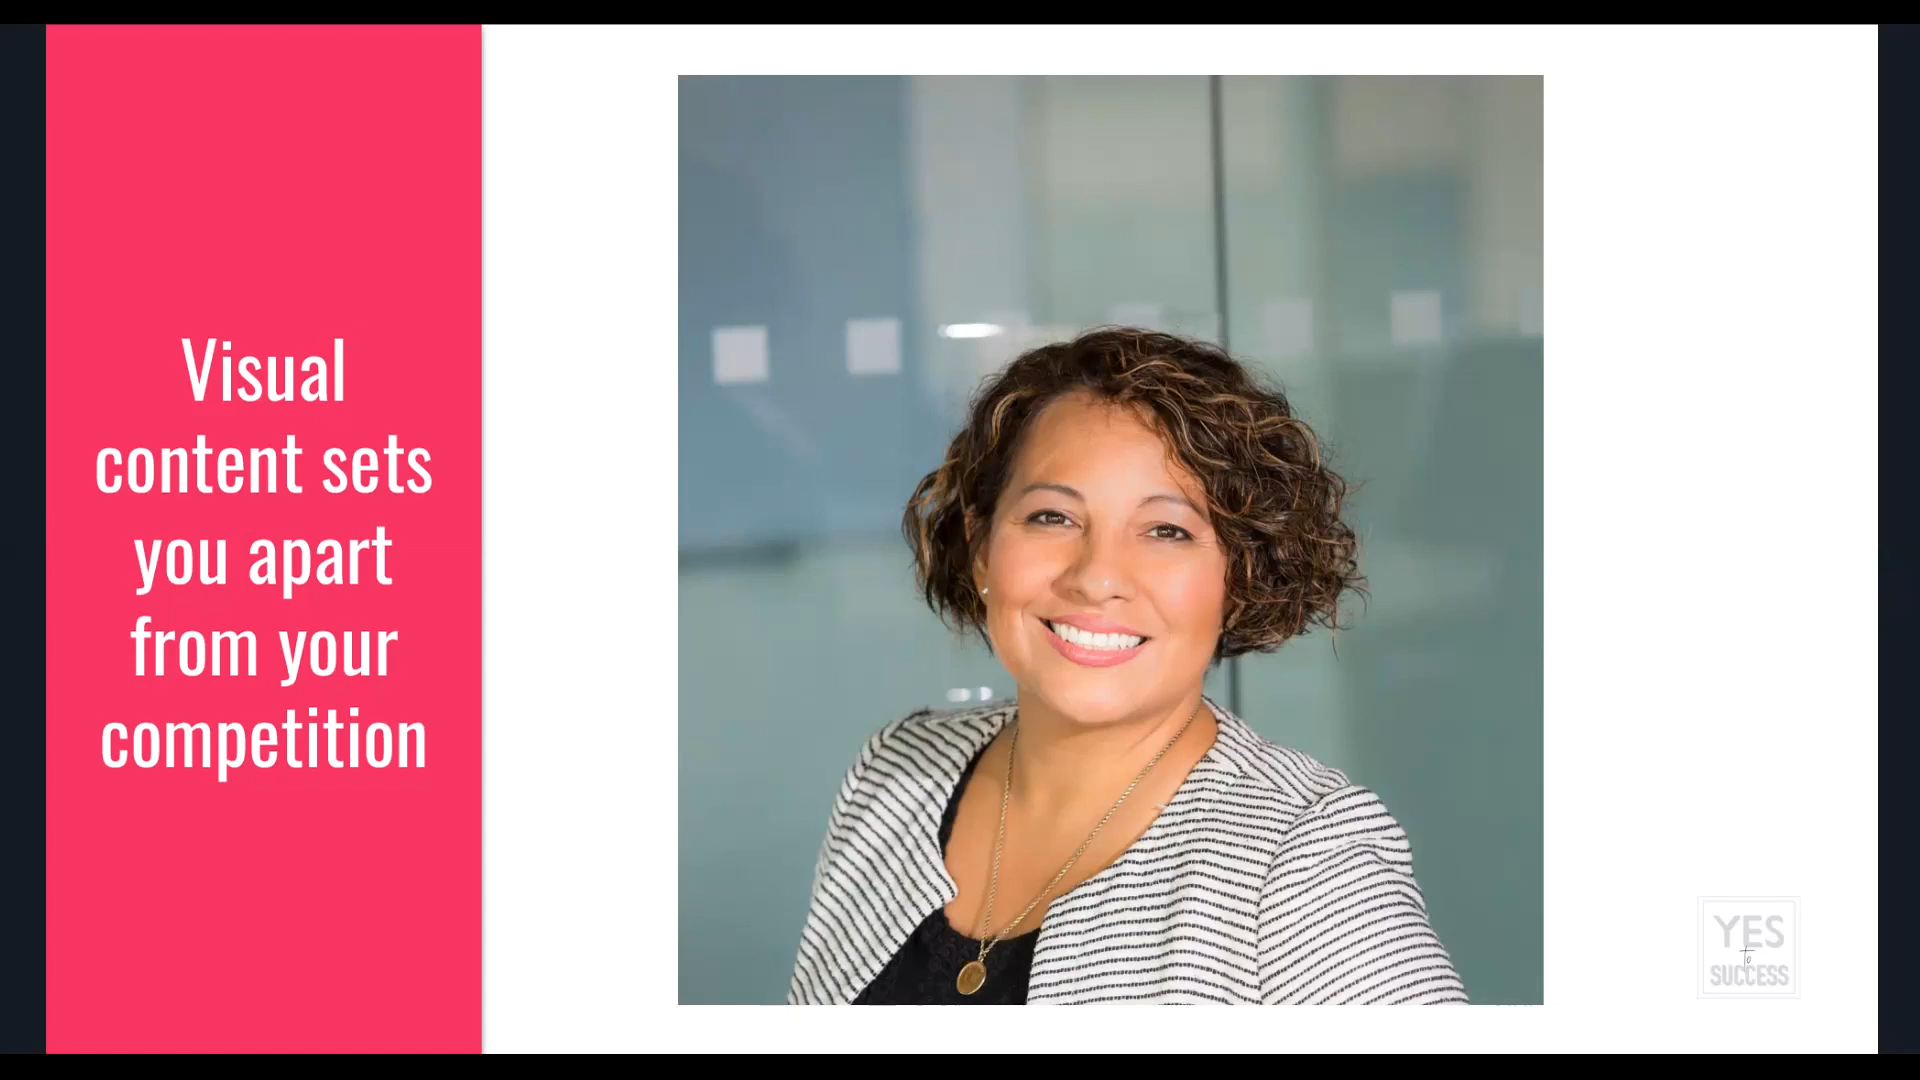 Visual
content sets
you apart
from your
competition
YES
to
SUCCESS